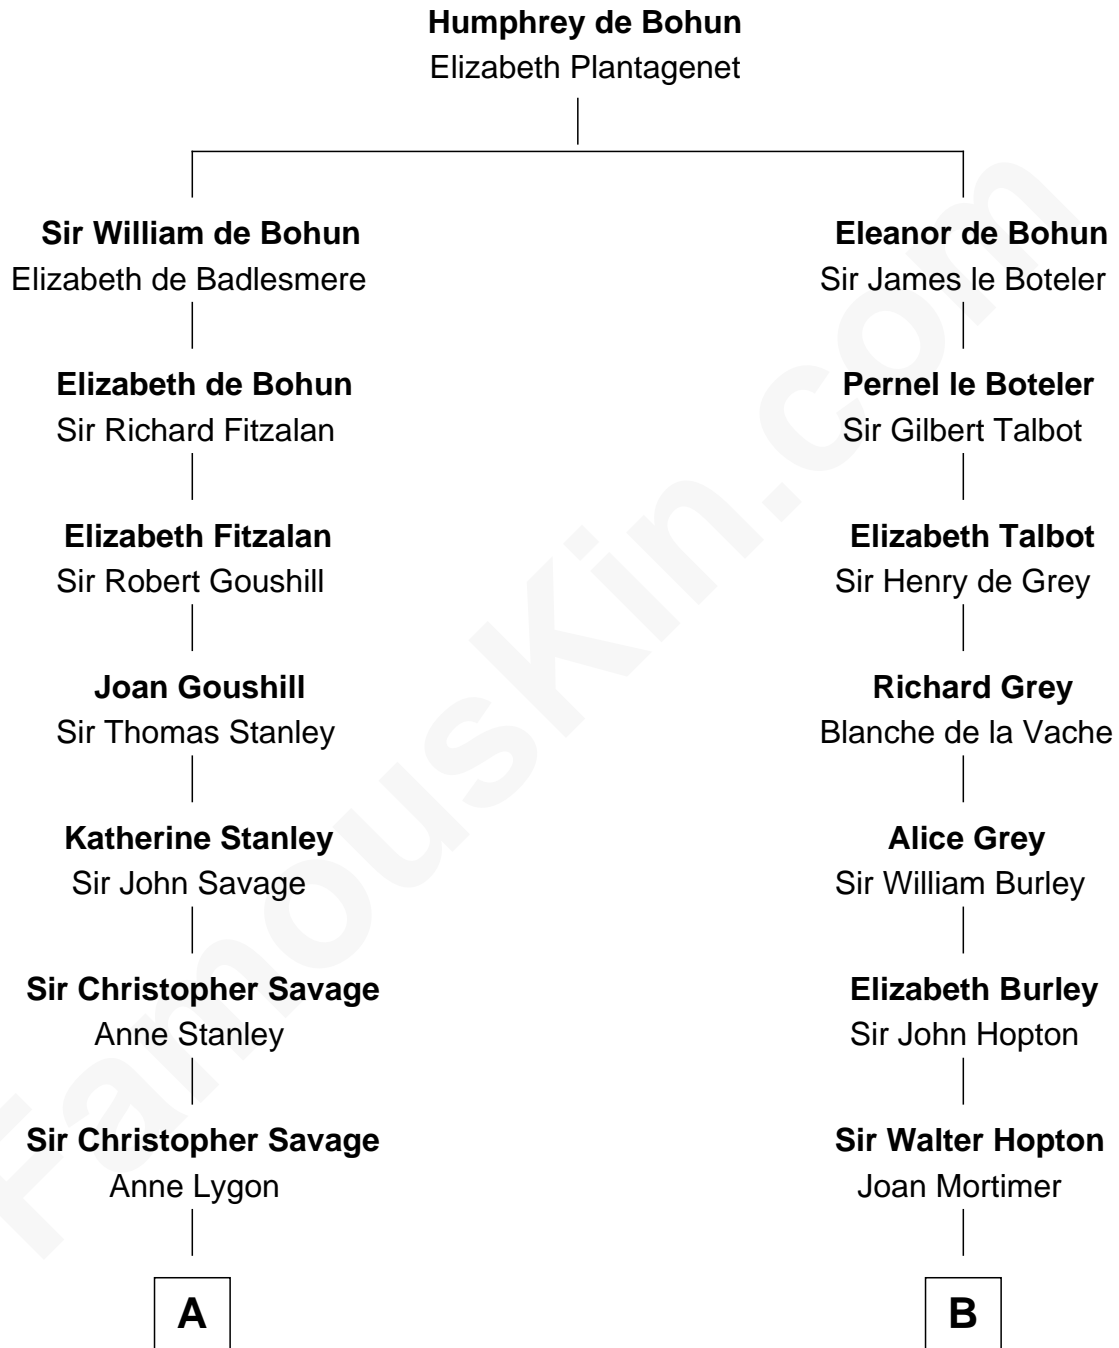 Humphrey de Bohun
Elizabeth Plantagenet
Sir William de Bohun
Elizabeth de Badlesmere
Eleanor de Bohun
Sir James le Boteler
Elizabeth de Bohun
Sir Richard Fitzalan
Pernel le Boteler
Sir Gilbert Talbot
Elizabeth Fitzalan
Sir Robert Goushill
Elizabeth Talbot
Sir Henry de Grey
Joan Goushill
Sir Thomas Stanley
Richard Grey
Blanche de la Vache
Katherine Stanley
Sir John Savage
Alice Grey
Sir William Burley
Sir Christopher Savage
Anne Stanley
Elizabeth Burley
Sir John Hopton
Sir Christopher Savage
Anne Lygon
Sir Walter Hopton
Joan Mortimer
A
B
FamousKin.com